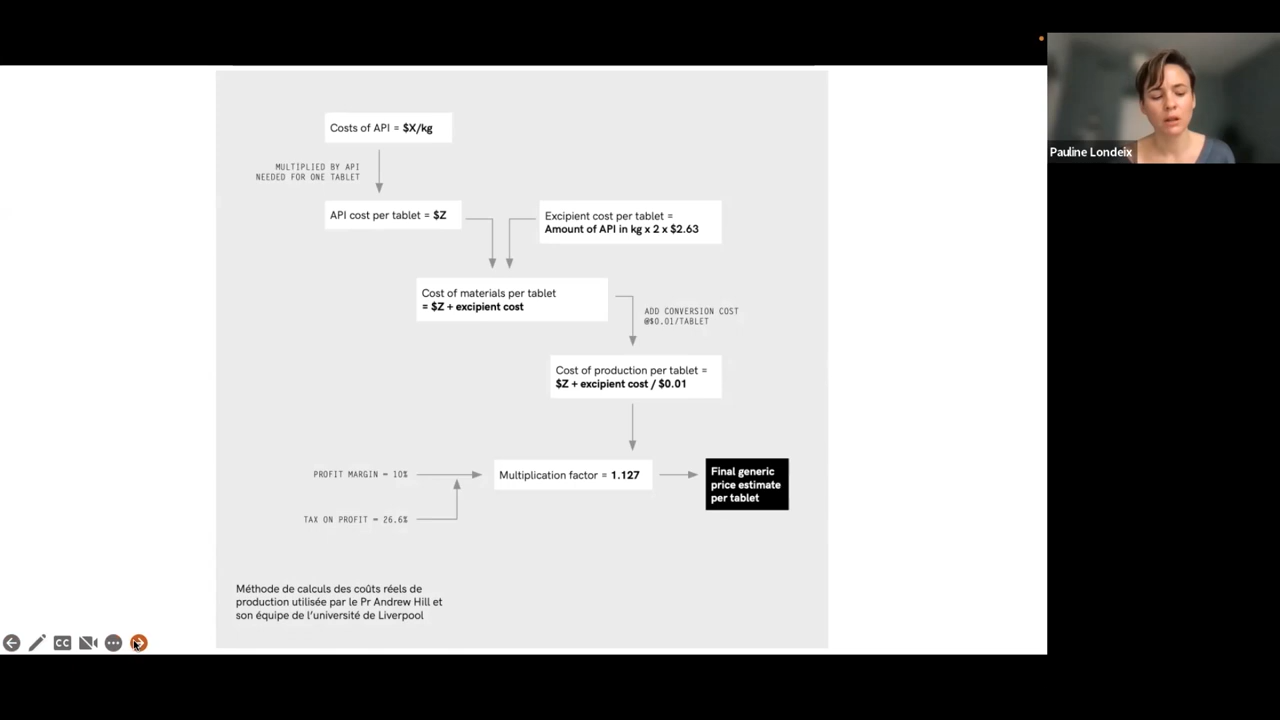 Pauline Londeix
Costs of API = $X/kg
MULTIPLIED BY API
NEEDED FOR ONE TABLET
API cost per tablet = $Z
Excipient cost per tablet =
Amount of API in kg x 2 x $2.63
Cost of materials per tablet
= $Z + excipient cost
ADD CONVERSION COST
@$0.01/TABLET
Cost of production per tablet =
$Z + excipient cost / $0.01
PROFIT MARGIN = 10%
Multiplication factor = 1.127
Final generic
price estimate
per tablet
TAX ON PROFIT = 26.6%
Méthode de calculs des coûts réels de
production utilisée par le Pr Andrew Hill et
son équipe de l'université de Liverpool
CC